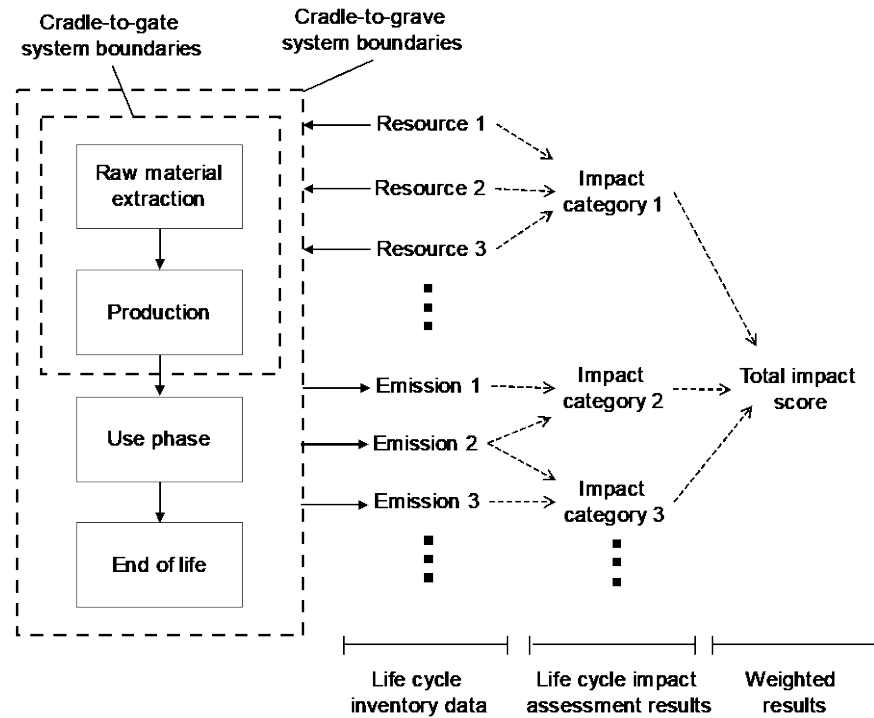 Cradle-to-gate
system boundaries
Cradle-to-grave
system boundaries
Raw material
extraction
Production
Use phase
End of life
Resource 1
Resource 2
Resource 3
Emission 1
Emission 2
Emission 3
Impact
category 1
Impact
category 2
Impact
category 3
Total impact
score
Life cycle
inventory data
Life cycle impact
assessment results
Weighted
results